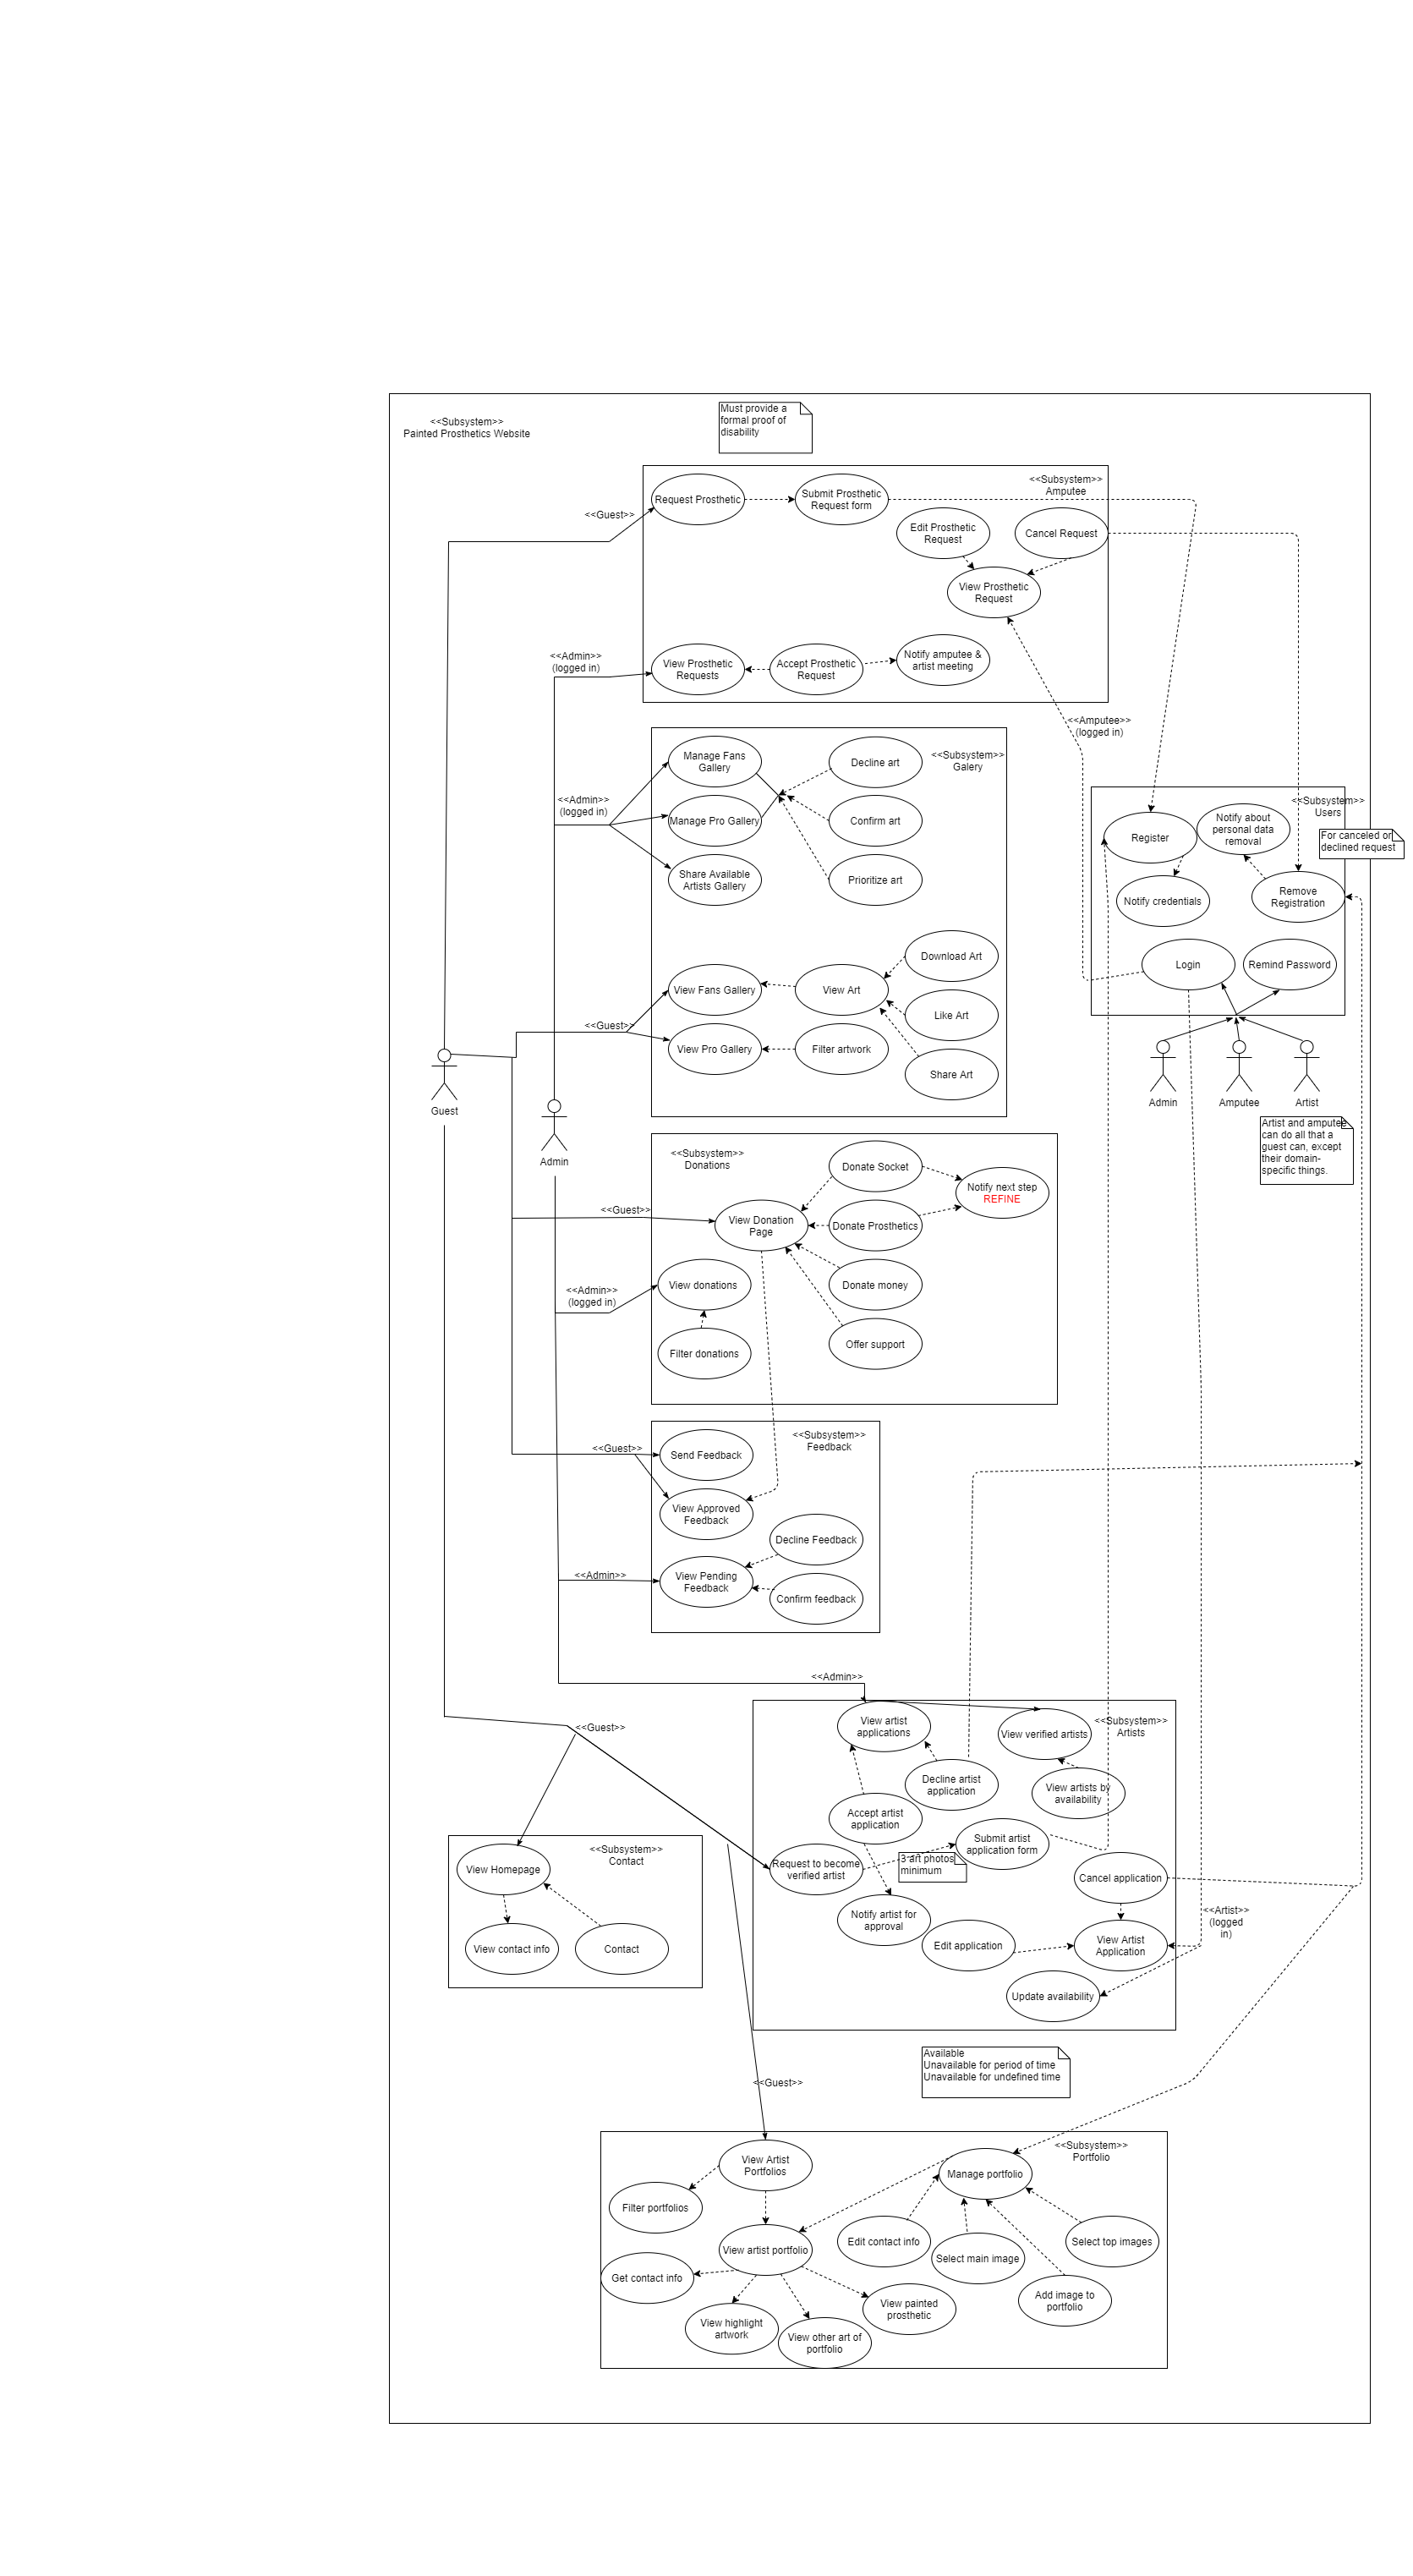 <<Subsystem>>
Painted Prosthetics Website
Must provide a
formal proof of
disability
<<Subsystem>>
Amputee
Request Prosthetic
Submit Prosthetic
Request form
<<Guest>>
Edit Prosthetic
Request
Cancel Request
View Prosthetic
Request
<<Admin>>
(logged in)
View Prosthetic
Requests
Accept Prosthetic
Request
Notify amputee &
artist meeting
<<Amputee>>
(logged in)
<<Subsystem>>
Galery
Manage Fans
Gallery
Decline art
<<Admin>>
(logged in)
Manage Pro Gallery
Confirm art
Share Available
Artists Gallery
Prioritize art
Download Art
View Fans Gallery
View Art
<<Guest>>
Like Art
View Pro Gallery
Filter artwork
Share Art
<<Subsystem>>
Users
Register
Notify about
personal data
removal
For canceled or
declined request
Notify credentials
Remove
Registration
Login
Remind Password
Admin
Amputee
Artist
Artist and amputee
can do all that a
guest can, except
their domain-
specific things.
Guest
Admin
<<Subsystem>>
Donations
Donate Socket
Notify next step
REFINE
<<Guest>>
View Donation
Page
Donate Prosthetics
<<Admin>>
(logged in)
View donations
Donate money
Filter donations
Offer support
<<Subsystem>>
Feedback
<<Guest>>
Send Feedback
View Approved
Feedback
Decline Feedback
<<Admin>>
View Pending
Feedback
Confirm feedback
<<Admin>>
<<Subsystem>>
Artists
View artist
applications
View verified artists
<<Guest>>
Decline artist
application
View artists by
availability
Accept artist
application
Submit artist
application form
3 art photos
minimum
Request to become
verified artist
Cancel application
Notify artist for
approval
<<Artist>>
(logged
in)
Edit application
View Artist
Application
Update availability
<<Subsystem>>
Contact
View Homepage
View contact info
Contact
Available
Unavailable for period of time
Unavailable for undefined time
<<Guest>>
<<Subsystem>>
Portfolio
View Artist
Portfolios
Manage portfolio
Filter portfolios
View artist portfolio
Edit contact info
Select main image
Select top images
Get contact info
Add image to
portfolio
View painted
prosthetic
View highlight
artwork
View other art of
portfolio